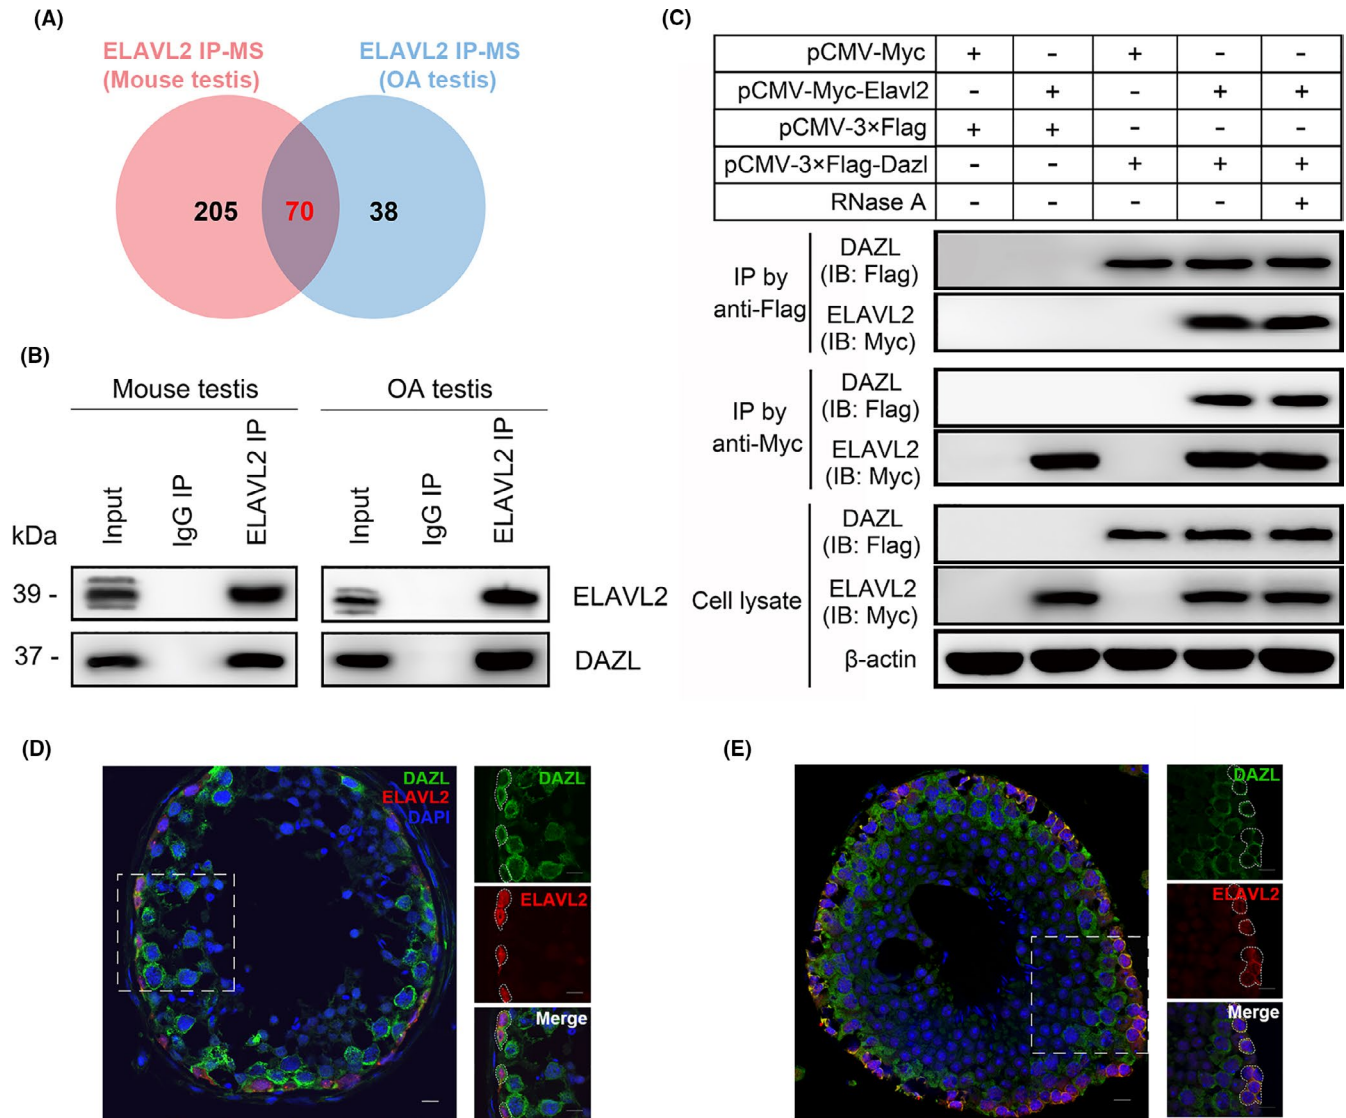 (A)
ELAVL2 IP-MS
(Mouse testis)
ELAVL2 IP-MS
(OA testis)
205
70
38
(B)
Mouse testis
OA testis
Input
IgG IP
ELAVL2 IP
Input
IgG IP
ELAVL2 IP
kDa
39 -
ELAVL2
37 -
DAZL
(C)
pCMV-Myc + - + - -
pCMV-Myc-Elavl2 - + - + +
pCMV-3×Flag + + - - -
pCMV-3×Flag-Dazl - - + + +
RNase A - - - - +
IP by
anti-Flag
DAZL
(IB: Flag)
ELAVL2
(IB: Myc)
IP by
anti-Myc
DAZL
(IB: Flag)
ELAVL2
(IB: Myc)
Cell lysate
DAZL
(IB: Flag)
ELAVL2
(IB: Myc)
β-actin
(D)
DAZL
ELAVL2
DAPI
DAZL
ELAVL2
Merge
(E)
DAZL
ELAVL2
Merge